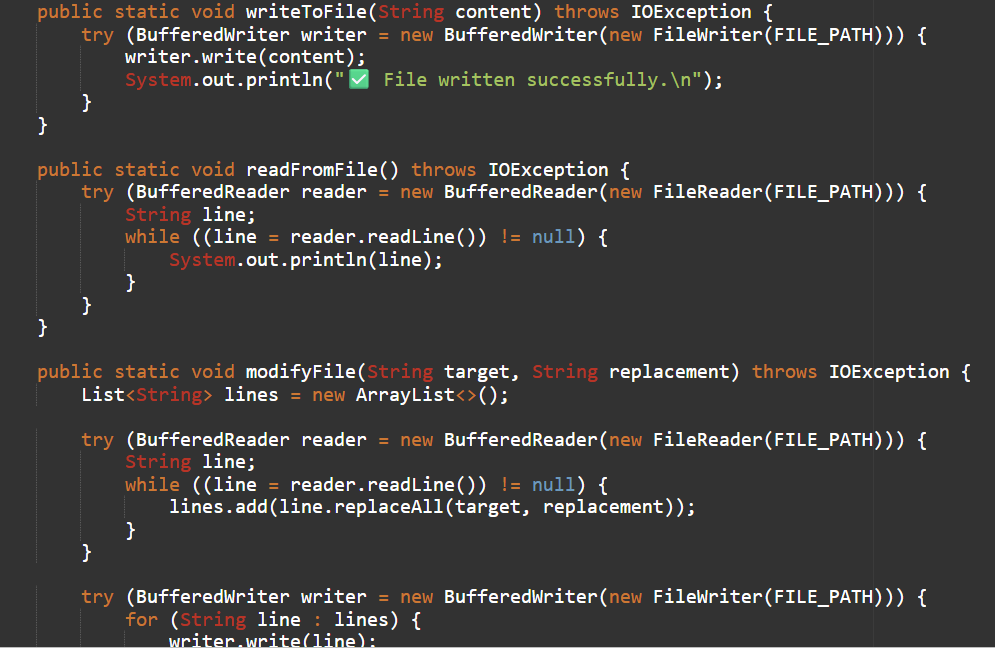 public static void writeToFile(String content) throws IOException {
    try (BufferedWriter writer = new BufferedWriter(new FileWriter(FILE_PATH))) {
        writer.write(content);
        System.out.println("✅ File written successfully.\n");
    }
}

public static void readFromFile() throws IOException {
    try (BufferedReader reader = new BufferedReader(new FileReader(FILE_PATH))) {
        String line;
        while ((line = reader.readLine()) != null) {
            System.out.println(line);
        }
    }
}

public static void modifyFile(String target, String replacement) throws IOException {
    List<String> lines = new ArrayList<>();

    try (BufferedReader reader = new BufferedReader(new FileReader(FILE_PATH))) {
        String line;
        while ((line = reader.readLine()) != null) {
            lines.add(line.replaceAll(target, replacement));
        }
    }

    try (BufferedWriter writer = new BufferedWriter(new FileWriter(FILE_PATH))) {
        for (String line : lines) {
            writer.write(line);